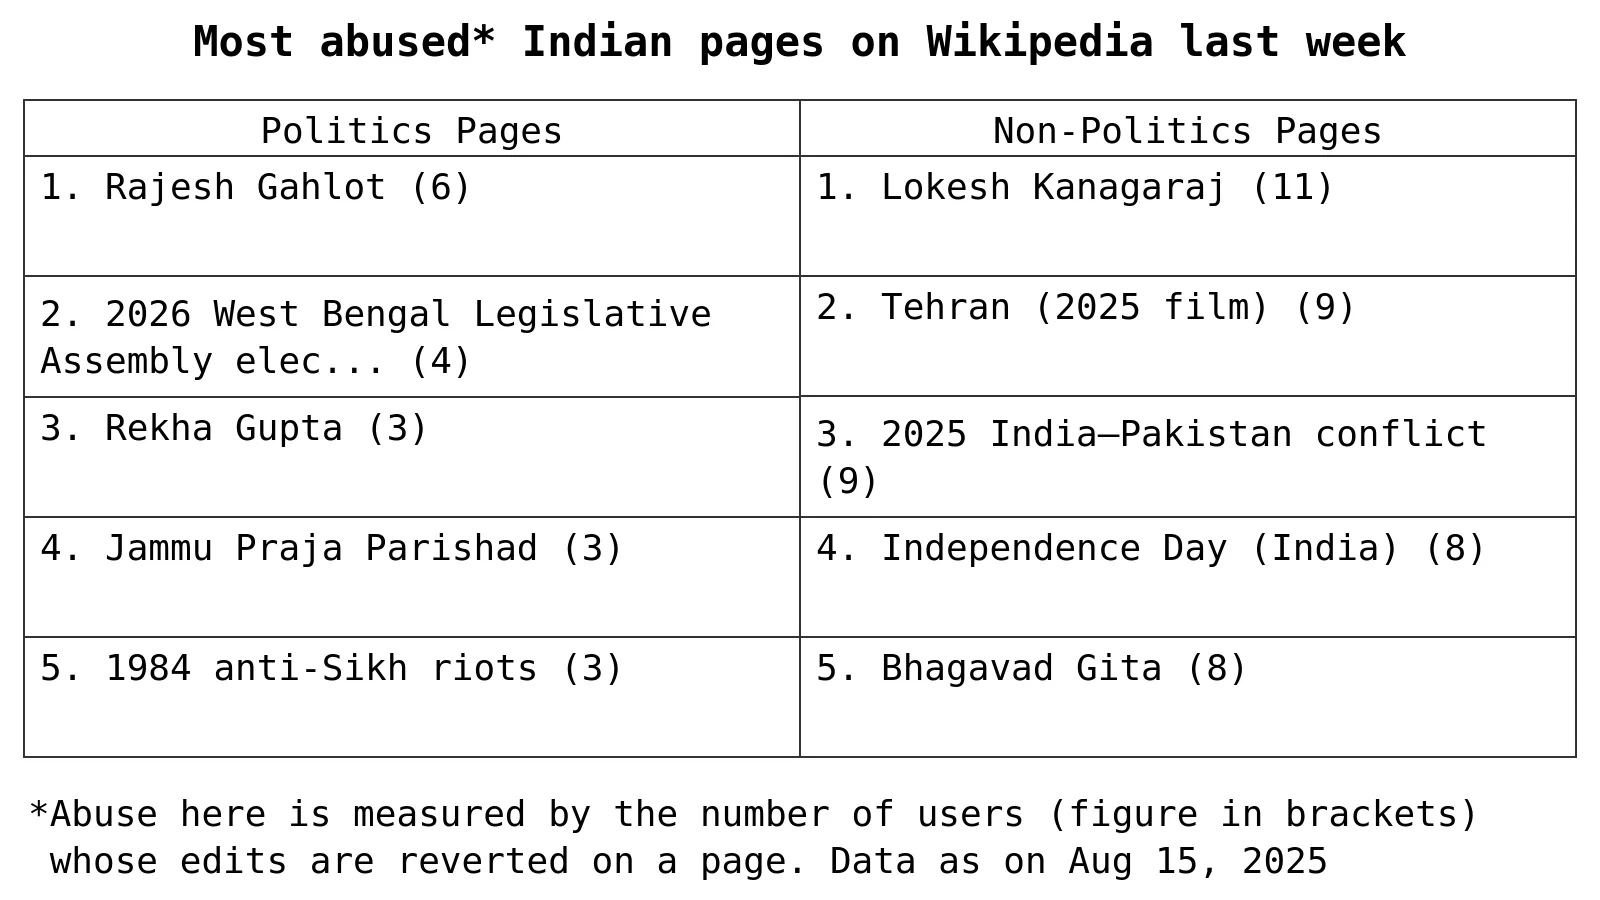 Most abused* Indian pages on Wikipedia last week
Politics Pages
Non-Politics Pages
1. Rajesh Gahlot (6)
1. Lokesh Kanagaraj (11)
2. 2026 West Bengal Legislative
Assembly elec... (4)
2. Tehran (2025 film) (9)
3. Rekha Gupta (3)
3. 2025 India–Pakistan conflict
(9)
4. Jammu Praja Parishad (3)
4. Independence Day (India) (8)
5. 1984 anti-Sikh riots (3)
5. Bhagavad Gita (8)
*Abuse here is measured by the number of users (figure in brackets)
whose edits are reverted on a page. Data as on Aug 15, 2025